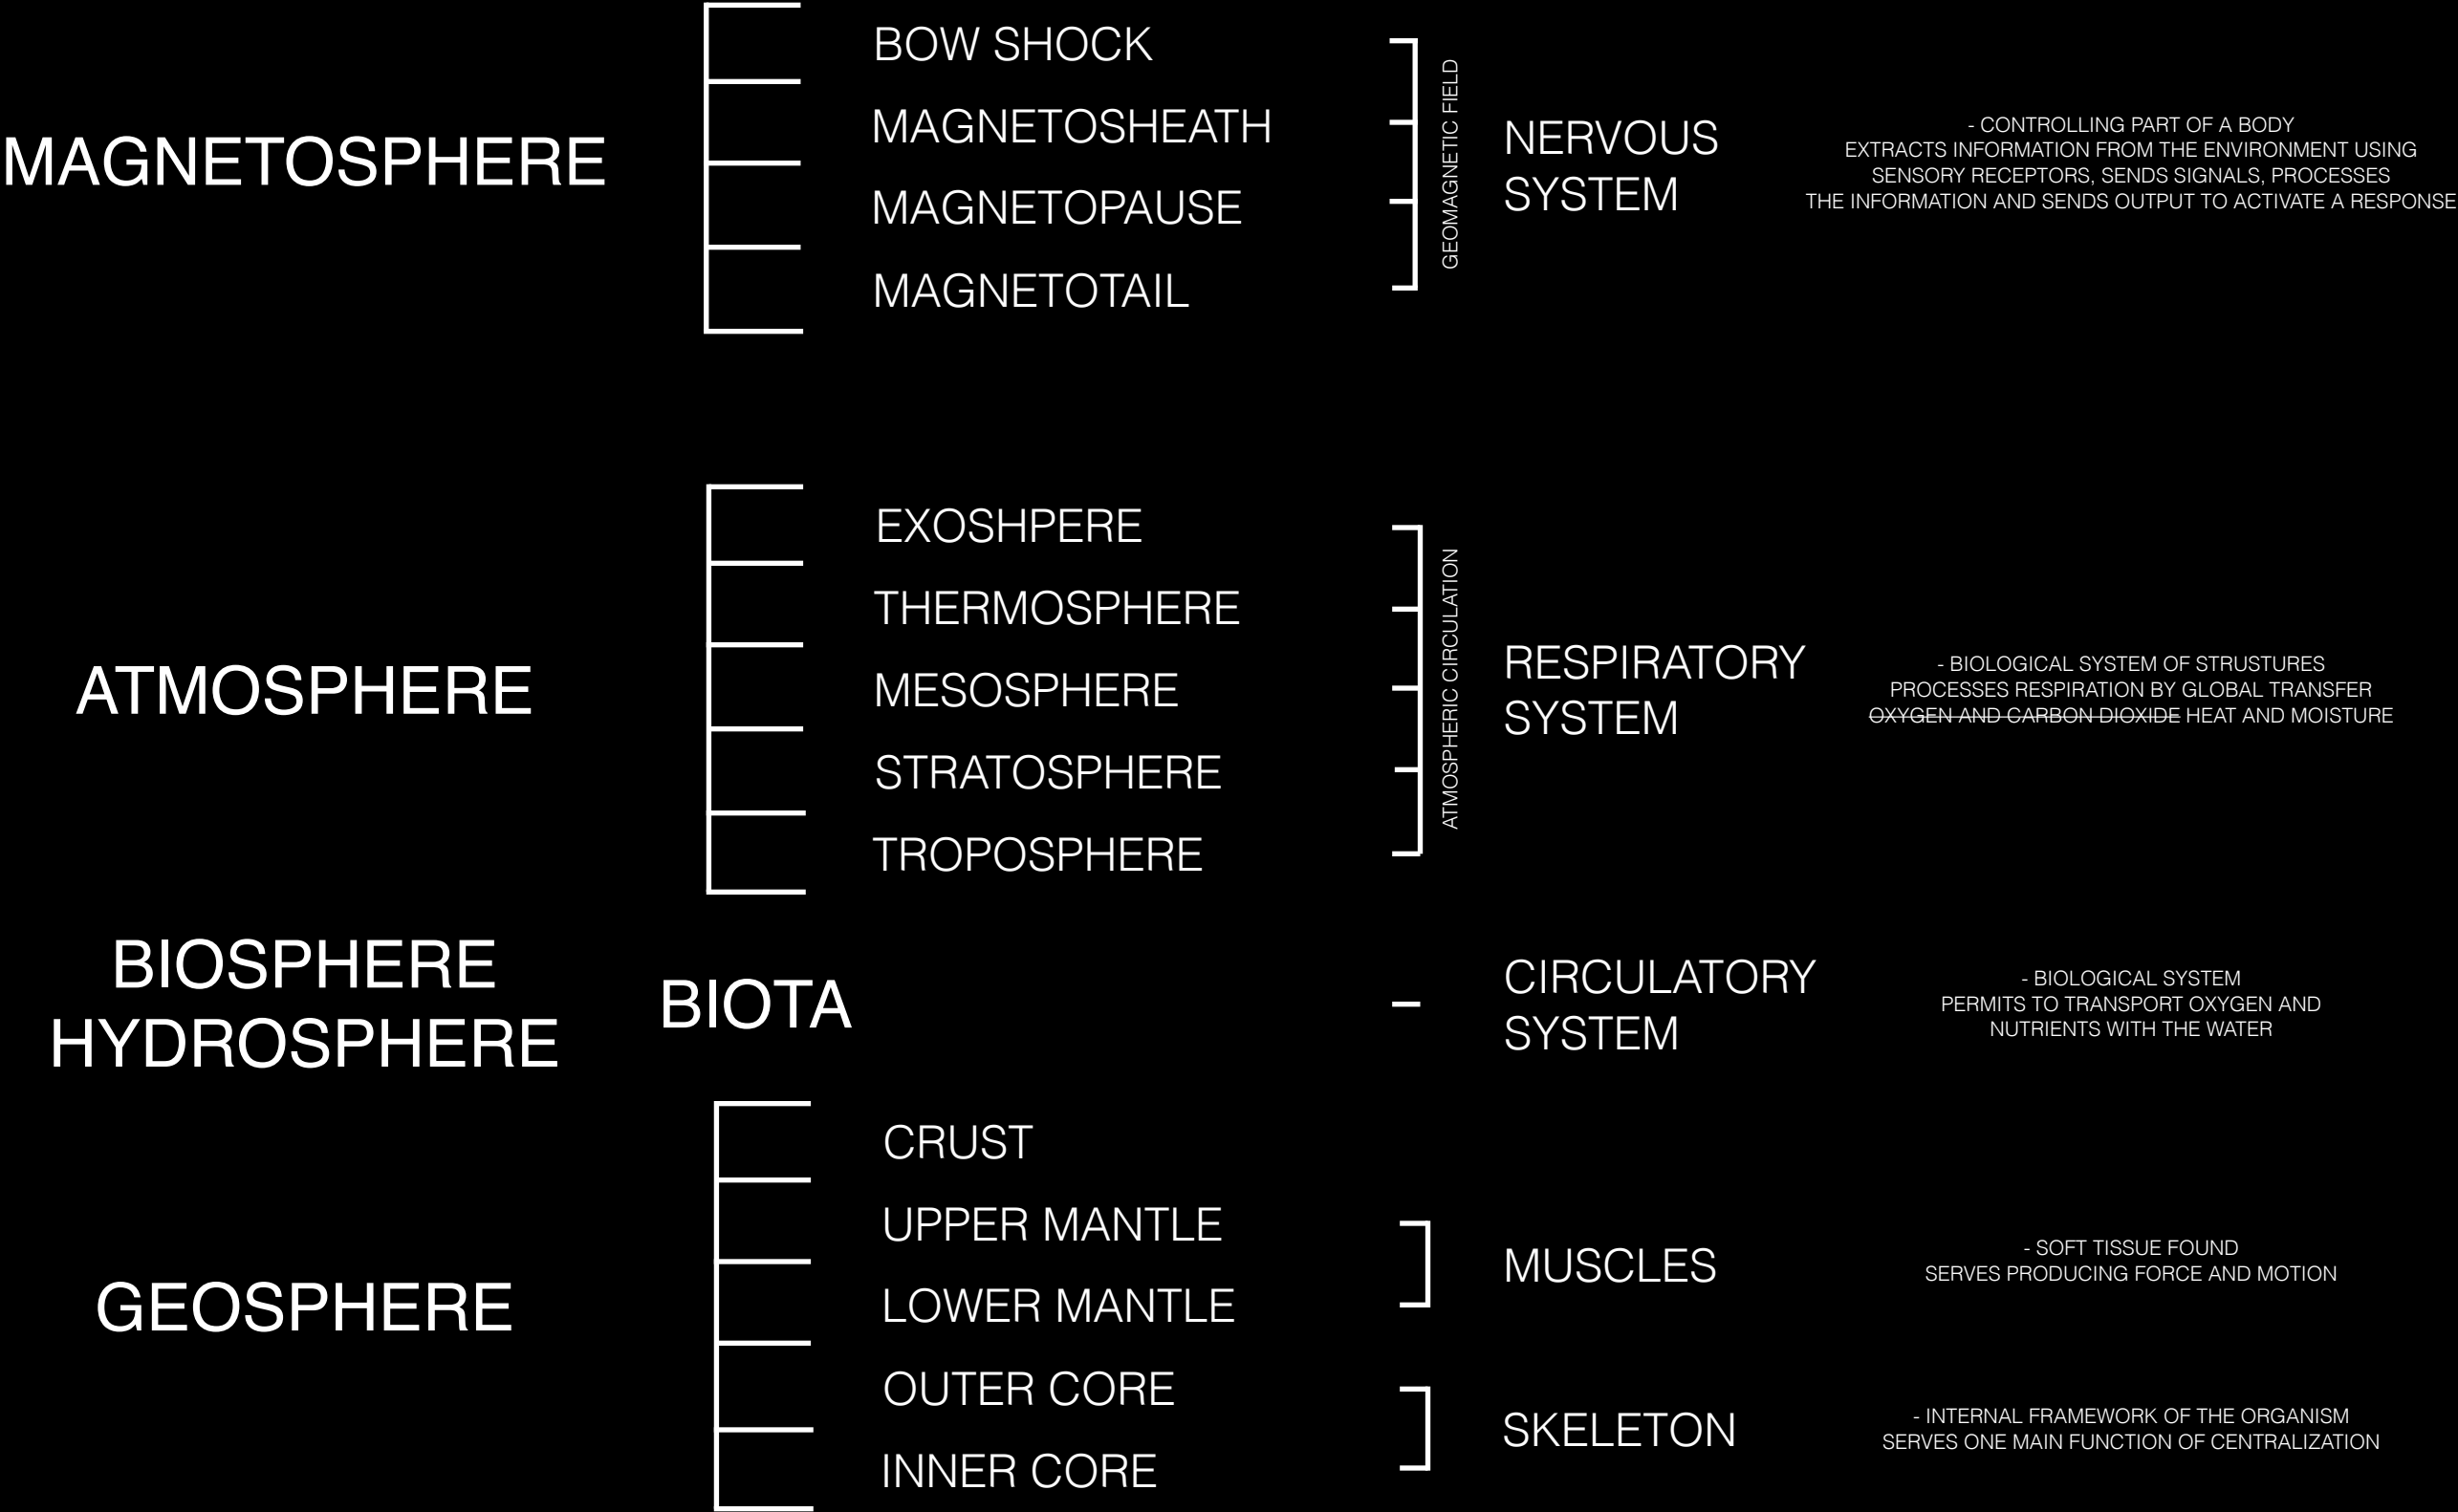 MAGNETOSPHERE
BOW SHOCK
MAGNETOSHEATH
MAGNETOPAUSE
MAGNETOTAIL
GEOMAGNETIC FIELD
NERVOUS
SYSTEM
- CONTROLLING PART OF A BODY
EXTRACTS INFORMATION FROM THE ENVIRONMENT USING
SENSORY RECEPTORS, SENDS SIGNALS, PROCESSES
THE INFORMATION AND SENDS OUTPUT TO ACTIVATE A RESPONSE
ATMOSPHERE
EXOSHPERE
THERMOSPHERE
MESOSPHERE
STRATOSPHERE
TROPOSPHERE
ATMOSPHERIC CIRCULATION
RESPIRATORY
SYSTEM
- BIOLOGICAL SYSTEM OF STRUSTURES
PROCESSES RESPIRATION BY GLOBAL TRANSFER
OXYGEN AND CARBON DIOXIDE HEAT AND MOISTURE
BIOSPHERE
HYDROSPHERE
BIOTA
CIRCULATORY
SYSTEM
- BIOLOGICAL SYSTEM
PERMITS TO TRANSPORT OXYGEN AND
NUTRIENTS WITH THE WATER
GEOSPHERE
CRUST
UPPER MANTLE
LOWER MANTLE
OUTER CORE
INNER CORE
MUSCLES
- SOFT TISSUE FOUND
SERVES PRODUCING FORCE AND MOTION
SKELETON
- INTERNAL FRAMEWORK OF THE ORGANISM
SERVES ONE MAIN FUNCTION OF CENTRALIZATION